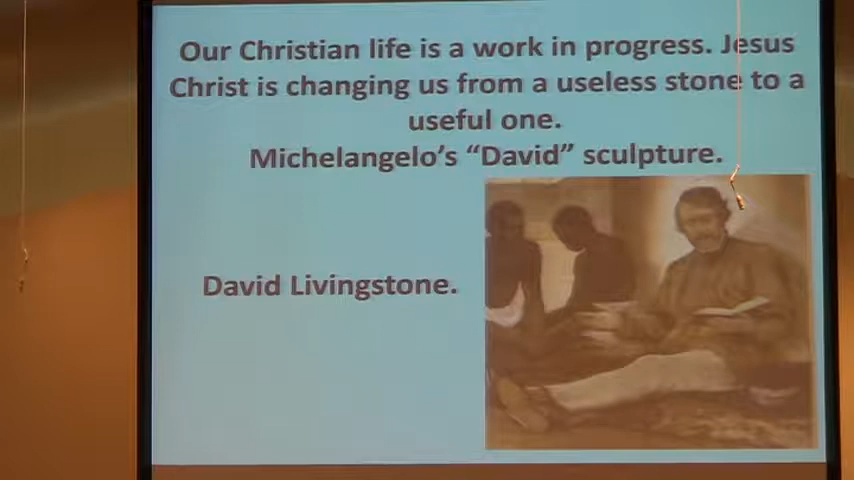 Our Christian life is a work in progress. Jesus
Christ is changing us from a useless stone to a
useful one.
Michelangelo’s “David” sculpture.
David Livingstone.